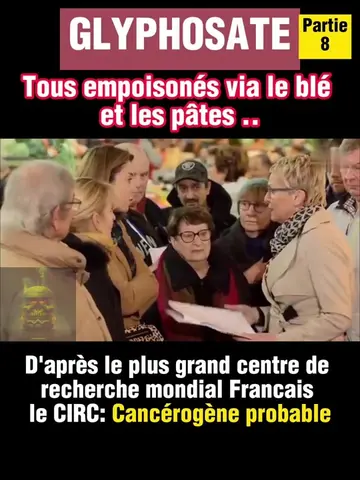 GLYPHOSATE
Partie
8
Tous empoisonés via le blé
et les pâtes ..
D'après le plus grand centre de
recherche mondial Francais
le CIRC: Cancérogène probable